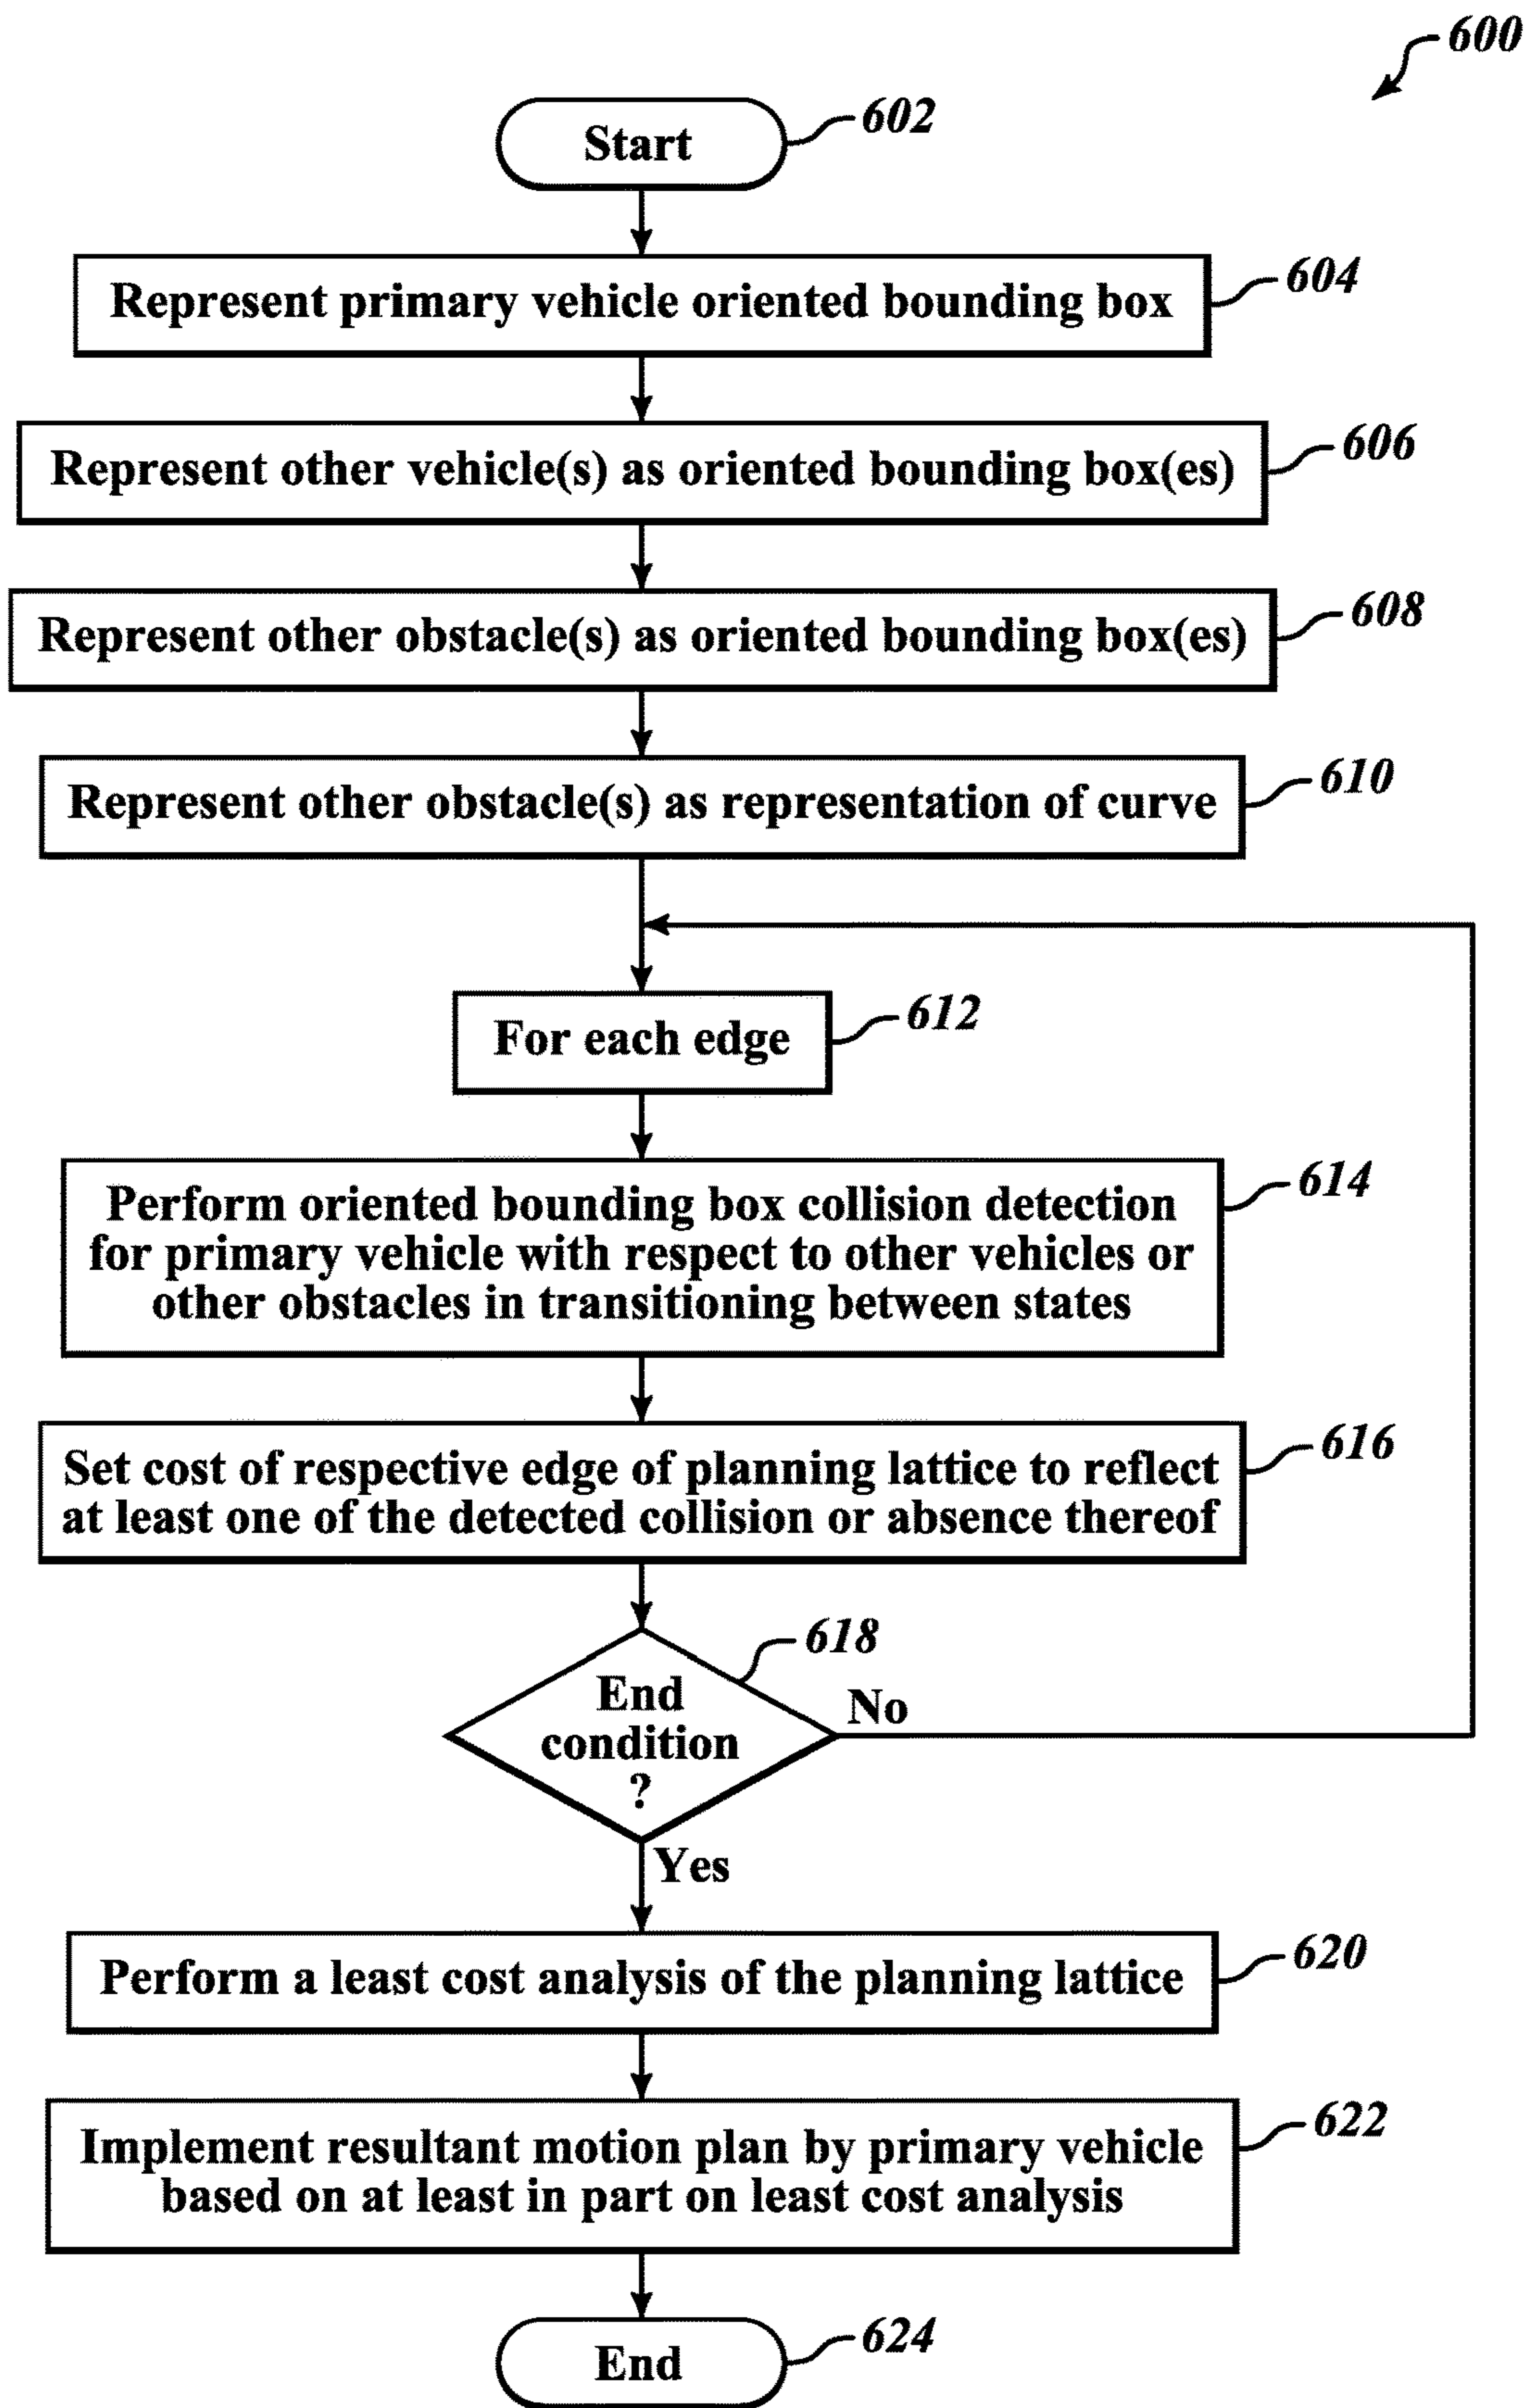 600
Start
602
Represent primary vehicle oriented bounding box
604
Represent other vehicle(s) as oriented bounding box(es)
606
Represent other obstacle(s) as oriented bounding box(es)
608
Represent other obstacle(s) as representation of curve
610
For each edge
612
Perform oriented bounding box collision detection
for primary vehicle with respect to other vehicles or
other obstacles in transitioning between states
614
Set cost of respective edge of planning lattice to reflect
at least one of the detected collision or absence thereof
616
End
condition
?
618
No
Yes
Perform a least cost analysis of the planning lattice
620
Implement resultant motion plan by primary vehicle
based on at least in part on least cost analysis
622
End
624